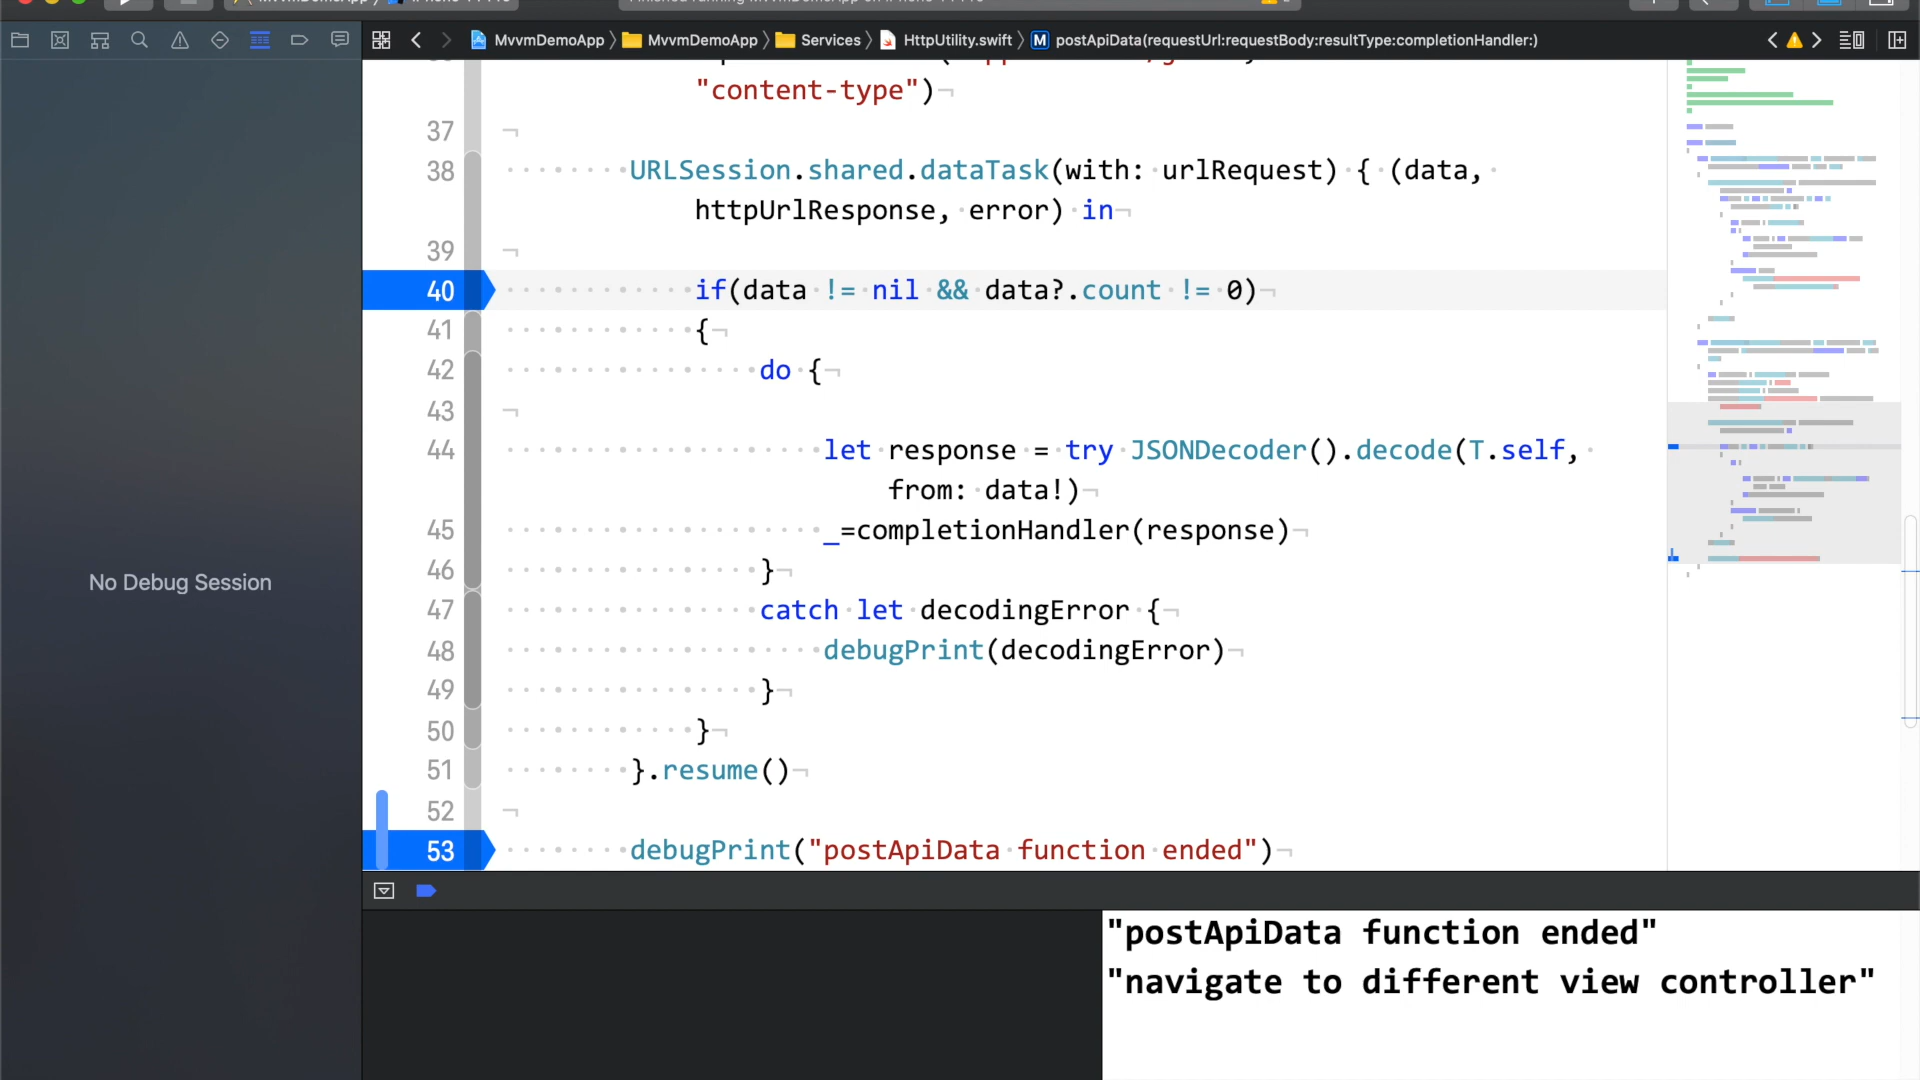 MvvmDemoApp MvvmDemoApp Services HttpUtility.swift M postApiData(requestUrl:requestBody:resultType:completionHandler:)
"content-type")
37
38 URLSession.shared.dataTask(with: urlRequest) { (data,
httpUrlResponse, error) in
39
40 if(data != nil && data?.count != 0)
41 {
42 do {
43
44 let response = try JSONDecoder().decode(T.self,
from: data!)
45 _=completionHandler(response)
46 }
47 catch let decodingError {
48 debugPrint(decodingError)
49 }
50 }
51 }.resume()
52
53 debugPrint("postApiData function ended")
No Debug Session
"postApiData function ended"
"navigate to different view controller"